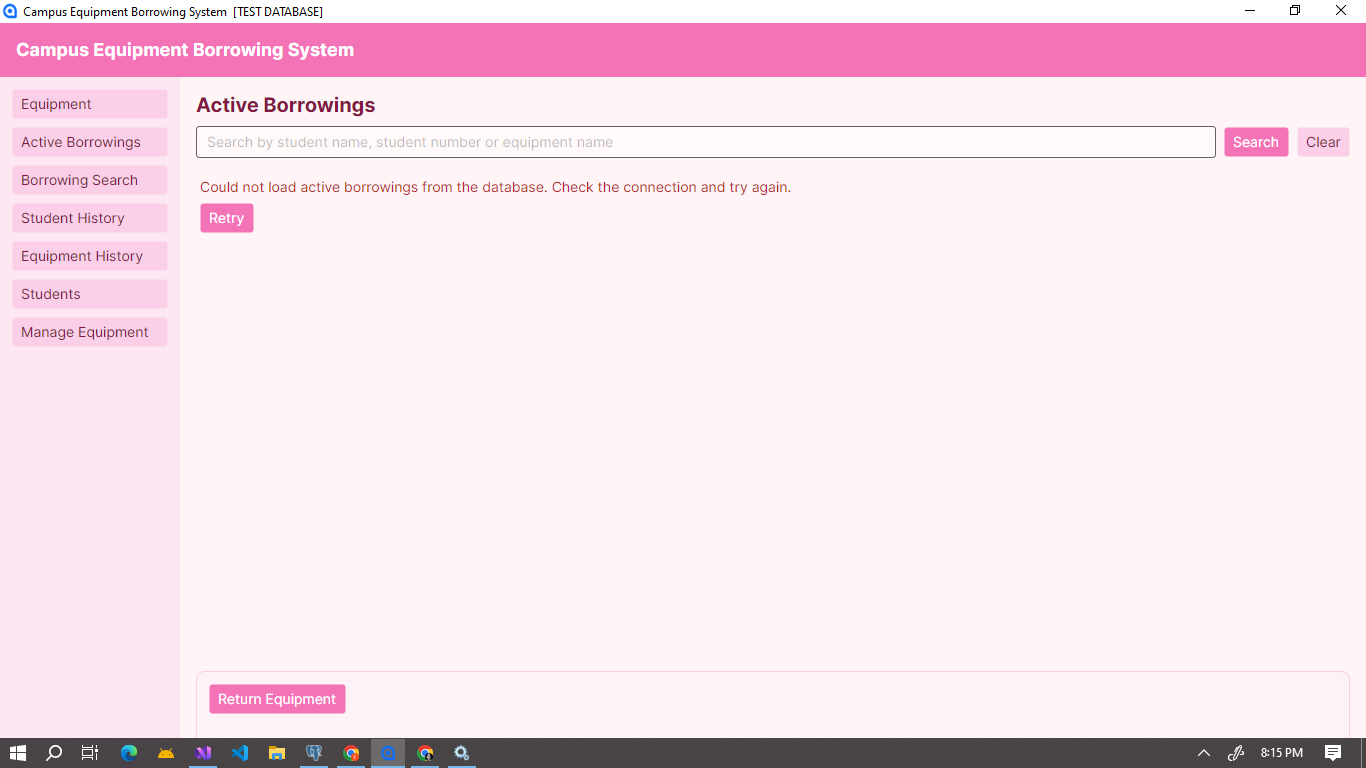 Campus Equipment Borrowing System [TEST DATABASE]
Campus Equipment Borrowing System
Equipment
Active Borrowings
Borrowing Search
Student History
Equipment History
Students
Manage Equipment
Active Borrowings
Search by student name, student number or equipment name
Search
Clear
Could not load active borrowings from the database. Check the connection and try again.
Retry
Return Equipment
8:15 PM